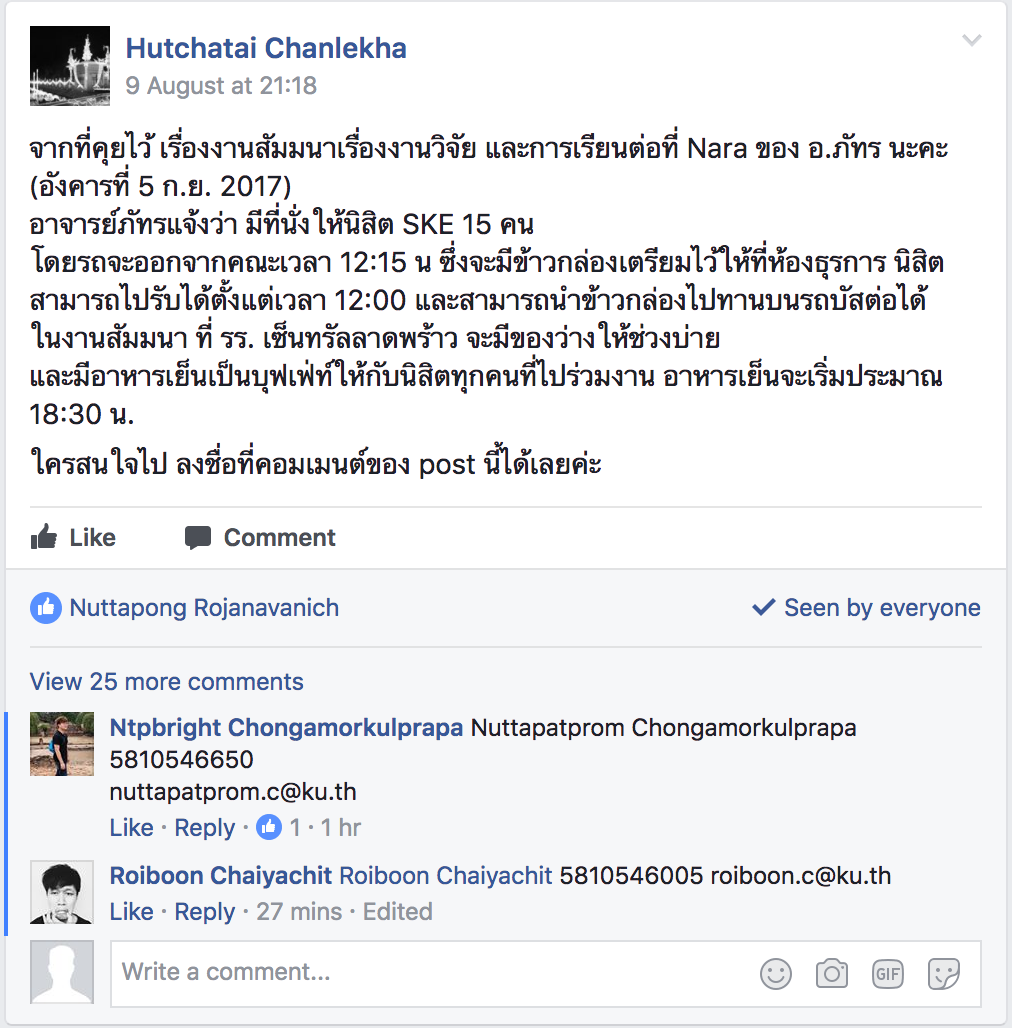 Hutchatai Chanlekha
9 August at 21:18
จากที่คุยไว้ เรื่องงานสัมมนาเรื่องงานวิจัย และการเรียนต่อที่ Nara ของ อ.ภัทร นะคะ
(อังคารที่ 5 ก.ย. 2017)
อาจารย์ภัทรแจ้งว่า มีที่นั่งให้นิสิต SKE 15 คน
โดยรถจะออกจากคณะเวลา 12:15 น ซึ่งจะมีข้าวกล่องเตรียมไว้ให้ที่ห้องธุรการ นิสิต
สามารถไปรับได้ตั้งแต่เวลา 12:00 และสามารถนำข้าวกล่องไปทานบนรถบัสต่อได้
ในงานสัมมนา ที่ รร. เซ็นทรัลลาดพร้าว จะมีของว่างให้ช่วงบ่าย
และมีอาหารเย็นเป็นบุฟเฟ่ท์ให้กับนิสิตทุกคนที่ไปร่วมงาน อาหารเย็นจะเริ่มประมาณ
18:30 น.
ใครสนใจไป ลงชื่อที่คอมเมนต์ของ post นี้ได้เลยค่ะ
Like Comment
Nuttapong Rojanavanich Seen by everyone
View 25 more comments
Ntpbright Chongamorkulprapa Nuttapatprom Chongamorkulprapa
5810546650
nuttapatprom.c@ku.th
Like · Reply · 1 · 1 hr
Roiboon Chaiyachit Roiboon Chaiyachit 5810546005 roiboon.c@ku.th
Like · Reply · 27 mins · Edited
Write a comment... GIF